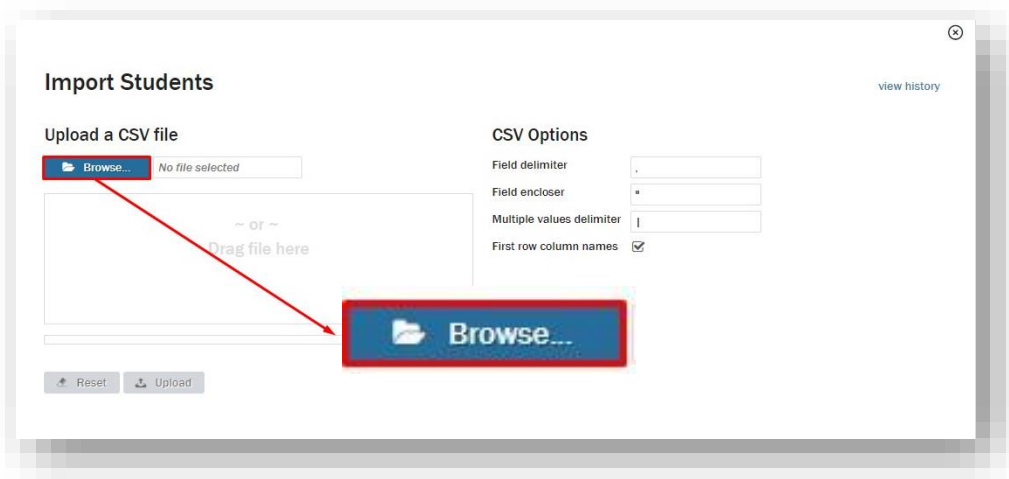 Import Students
view history
Upload a CSV file
Browse...
No file selected
~ or ~
Drag file here
CSV Options
Field delimiter ,
Field encloser "
Multiple values delimiter |
First row column names
Browse...
Reset
Upload